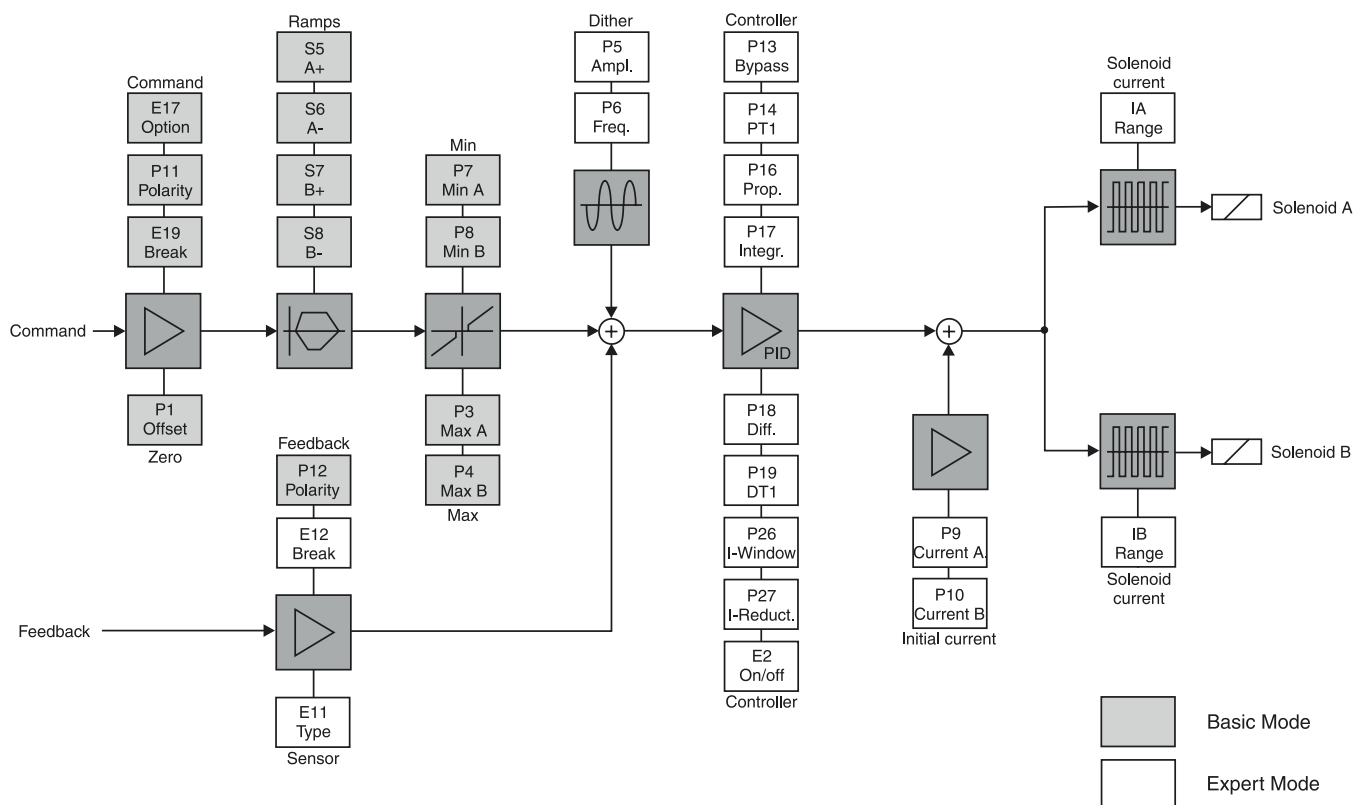 Ramps
S5
A+
S6
A-
S7
B+
S8
B-
Command
E17
Option
P11
Polarity
E19
Break
Command
P1
Offset
Zero
Min
P7
Min A
P8
Min B
P3
Max A
P4
Max B
Max
Dither
P5
Ampl.
P6
Freq.
Feedback
P12
Polarity
E12
Break
Feedback
E11
Type
Sensor
Controller
P13
Bypass
P14
PT1
P16
Prop.
P17
Integr.
PID
P18
Diff.
P19
DT1
P26
I-Window
P27
I-Reduct.
E2
On/off
Controller
P9
Current A.
P10
Current B
Initial current
Solenoid
current
IA
Range
Solenoid A
Solenoid B
IB
Range
Solenoid
current
Basic Mode
Expert Mode